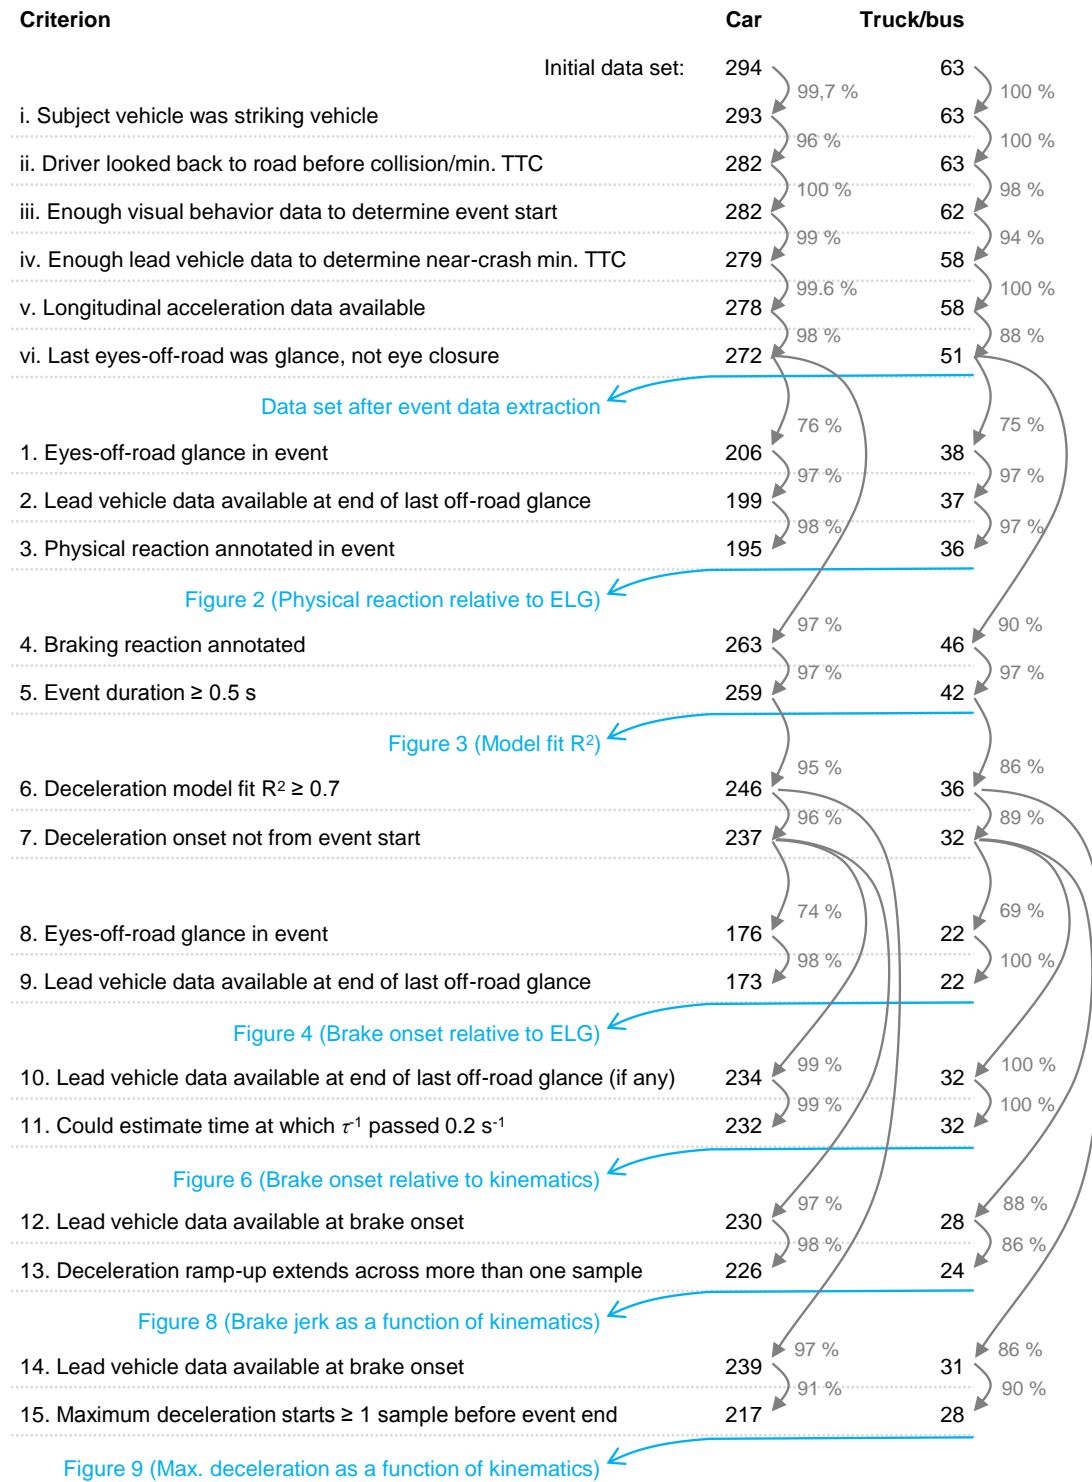 Criterion Car Truck/bus
Initial data set: 294 63
99,7 % 100 %
i. Subject vehicle was striking vehicle 293 63
96 % 100 %
ii. Driver looked back to road before collision/min. TTC 282 63
100 % 98 %
iii. Enough visual behavior data to determine event start 282 62
99 % 94 %
iv. Enough lead vehicle data to determine near-crash min. TTC 279 58
99.6 % 100 %
v. Longitudinal acceleration data available 278 58
98 % 88 %
vi. Last eyes-off-road was glance, not eye closure 272 51
Data set after event data extraction
76 % 75 %
1. Eyes-off-road glance in event 206 38
97 % 97 %
2. Lead vehicle data available at end of last off-road glance 199 37
98 % 97 %
3. Physical reaction annotated in event 195 36
Figure 2 (Physical reaction relative to ELG)
97 % 90 %
4. Braking reaction annotated 263 46
97 % 97 %
5. Event duration ≥ 0.5 s 259 42
Figure 3 (Model fit R²)
95 % 86 %
6. Deceleration model fit R² ≥ 0.7 246 36
96 % 89 %
7. Deceleration onset not from event start 237 32
74 % 69 %
8. Eyes-off-road glance in event 176 22
98 % 100 %
9. Lead vehicle data available at end of last off-road glance 173 22
Figure 4 (Brake onset relative to ELG)
99 % 100 %
10. Lead vehicle data available at end of last off-road glance (if any) 234 32
99 % 100 %
11. Could estimate time at which τ⁻¹ passed 0.2 s⁻¹ 232 32
Figure 6 (Brake onset relative to kinematics)
97 % 88 %
12. Lead vehicle data available at brake onset 230 28
98 % 86 %
13. Deceleration ramp-up extends across more than one sample 226 24
Figure 8 (Brake jerk as a function of kinematics)
97 % 86 %
14. Lead vehicle data available at brake onset 239 31
91 % 90 %
15. Maximum deceleration starts ≥ 1 sample before event end 217 28
Figure 9 (Max. deceleration as a function of kinematics)